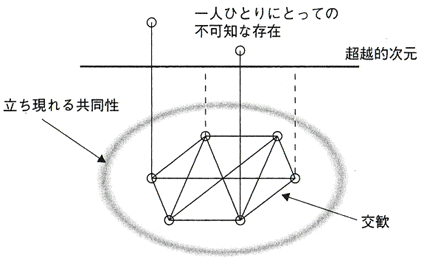 一人ひとりにとっての
不可知な存在
超越的次元
立ち現れる共同性
交歓